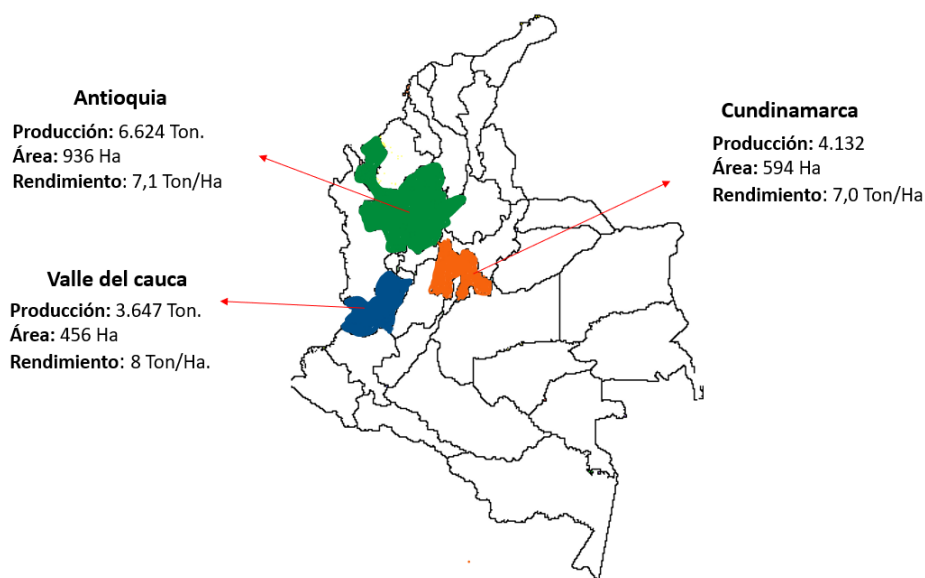 Antioquia
Producción: 6.624 Ton.
Área: 936 Ha
Rendimiento: 7,1 Ton/Ha
Cundinamarca
Producción: 4.132
Área: 594 Ha
Rendimiento: 7,0 Ton/Ha
Valle del cauca
Producción: 3.647 Ton.
Área: 456 Ha
Rendimiento: 8 Ton/Ha.